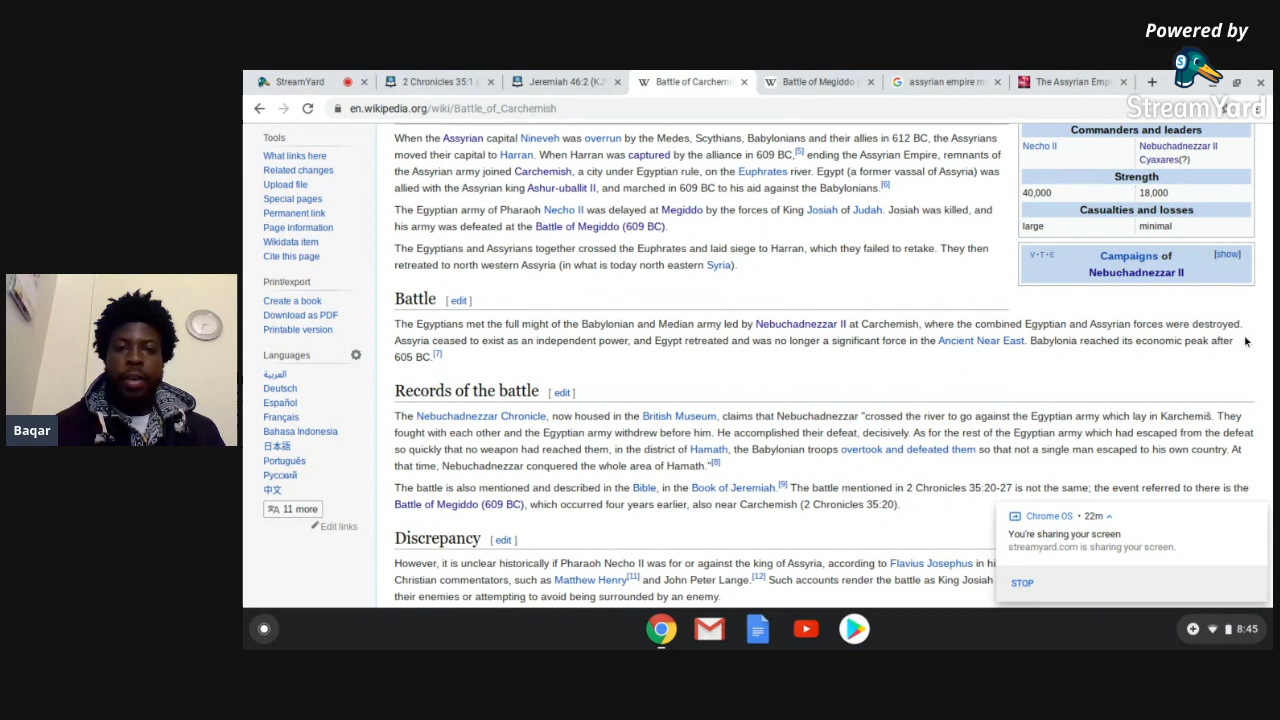 Powered by
StreamYard
StreamYard
2 Chronicles 35:1
Jeremiah 46:2 (KJ
Battle of Carchemi
Battle of Megiddo
assyrian empire m
The Assyrian Emp
en.wikipedia.org/wiki/Battle_of_Carchemish
Tools
What links here
Related changes
Upload file
Special pages
Permanent link
Page information
Wikidata item
Cite this page
Print/export
Create a book
Download as PDF
Printable version
Languages
العربية
Deutsch
Español
Français
Bahasa Indonesia
日本語
Português
Русский
中文
11 more
Edit links
When the Assyrian capital Nineveh was overrun by the Medes, Scythians, Babylonians and their allies in 612 BC, the Assyrians
moved their capital to Harran. When Harran was captured by the alliance in 609 BC,[5] ending the Assyrian Empire, remnants of
the Assyrian army joined Carchemish, a city under Egyptian rule, on the Euphrates river. Egypt (a former vassal of Assyria) was
allied with the Assyrian king Ashur-uballit II, and marched in 609 BC to his aid against the Babylonians.[6]
The Egyptian army of Pharaoh Necho II was delayed at Megiddo by the forces of King Josiah of Judah. Josiah was killed, and
his army was defeated at the Battle of Megiddo (609 BC).
The Egyptians and Assyrians together crossed the Euphrates and laid siege to Harran, which they failed to retake. They then
retreated to north western Assyria (in what is today north eastern Syria).
Commanders and leaders
Necho II
Nebuchadnezzar II
Cyaxares(?)
Strength
40,000
18,000
Casualties and losses
large
minimal
V·T·E
Campaigns of
Nebuchadnezzar II
[show]
Battle [ edit ]
The Egyptians met the full might of the Babylonian and Median army led by Nebuchadnezzar II at Carchemish, where the combined Egyptian and Assyrian forces were destroyed.
Assyria ceased to exist as an independent power, and Egypt retreated and was no longer a significant force in the Ancient Near East. Babylonia reached its economic peak after
605 BC.[7]
Records of the battle [ edit ]
The Nebuchadnezzar Chronicle, now housed in the British Museum, claims that Nebuchadnezzar "crossed the river to go against the Egyptian army which lay in Karchemiš. They
fought with each other and the Egyptian army withdrew before him. He accomplished their defeat, decisively. As for the rest of the Egyptian army which had escaped from the defeat
so quickly that no weapon had reached them, in the district of Hamath, the Babylonian troops overtook and defeated them so that not a single man escaped to his own country. At
that time, Nebuchadnezzar conquered the whole area of Hamath."[8]
The battle is also mentioned and described in the Bible, in the Book of Jeremiah.[9] The battle mentioned in 2 Chronicles 35:20-27 is not the same; the event referred to there is the
Battle of Megiddo (609 BC), which occurred four years earlier, also near Carchemish (2 Chronicles 35:20).
Discrepancy [ edit ]
However, it is unclear historically if Pharaoh Necho II was for or against the king of Assyria, according to Flavius Josephus in hi
Christian commentators, such as Matthew Henry[11] and John Peter Lange.[12] Such accounts render the battle as King Josiah
their enemies or attempting to avoid being surrounded by an enemy.
Chrome OS • 22m
You're sharing your screen
streamyard.com is sharing your screen.
STOP
Baqar
8:45